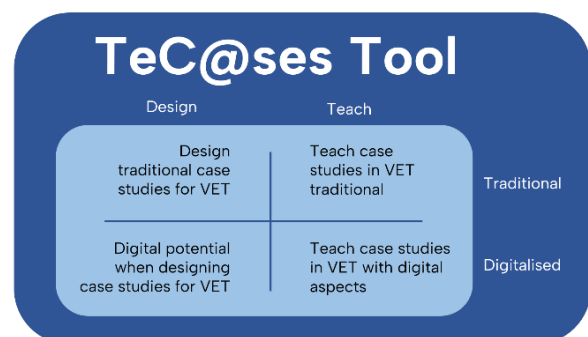 TeC@ses Tool
Design
Teach
Design
traditional case
studies for VET
Teach case
studies in VET
traditional
Traditional
Digital potential
when designing
case studies for VET
Teach case studies
in VET with digital
aspects
Digitalised